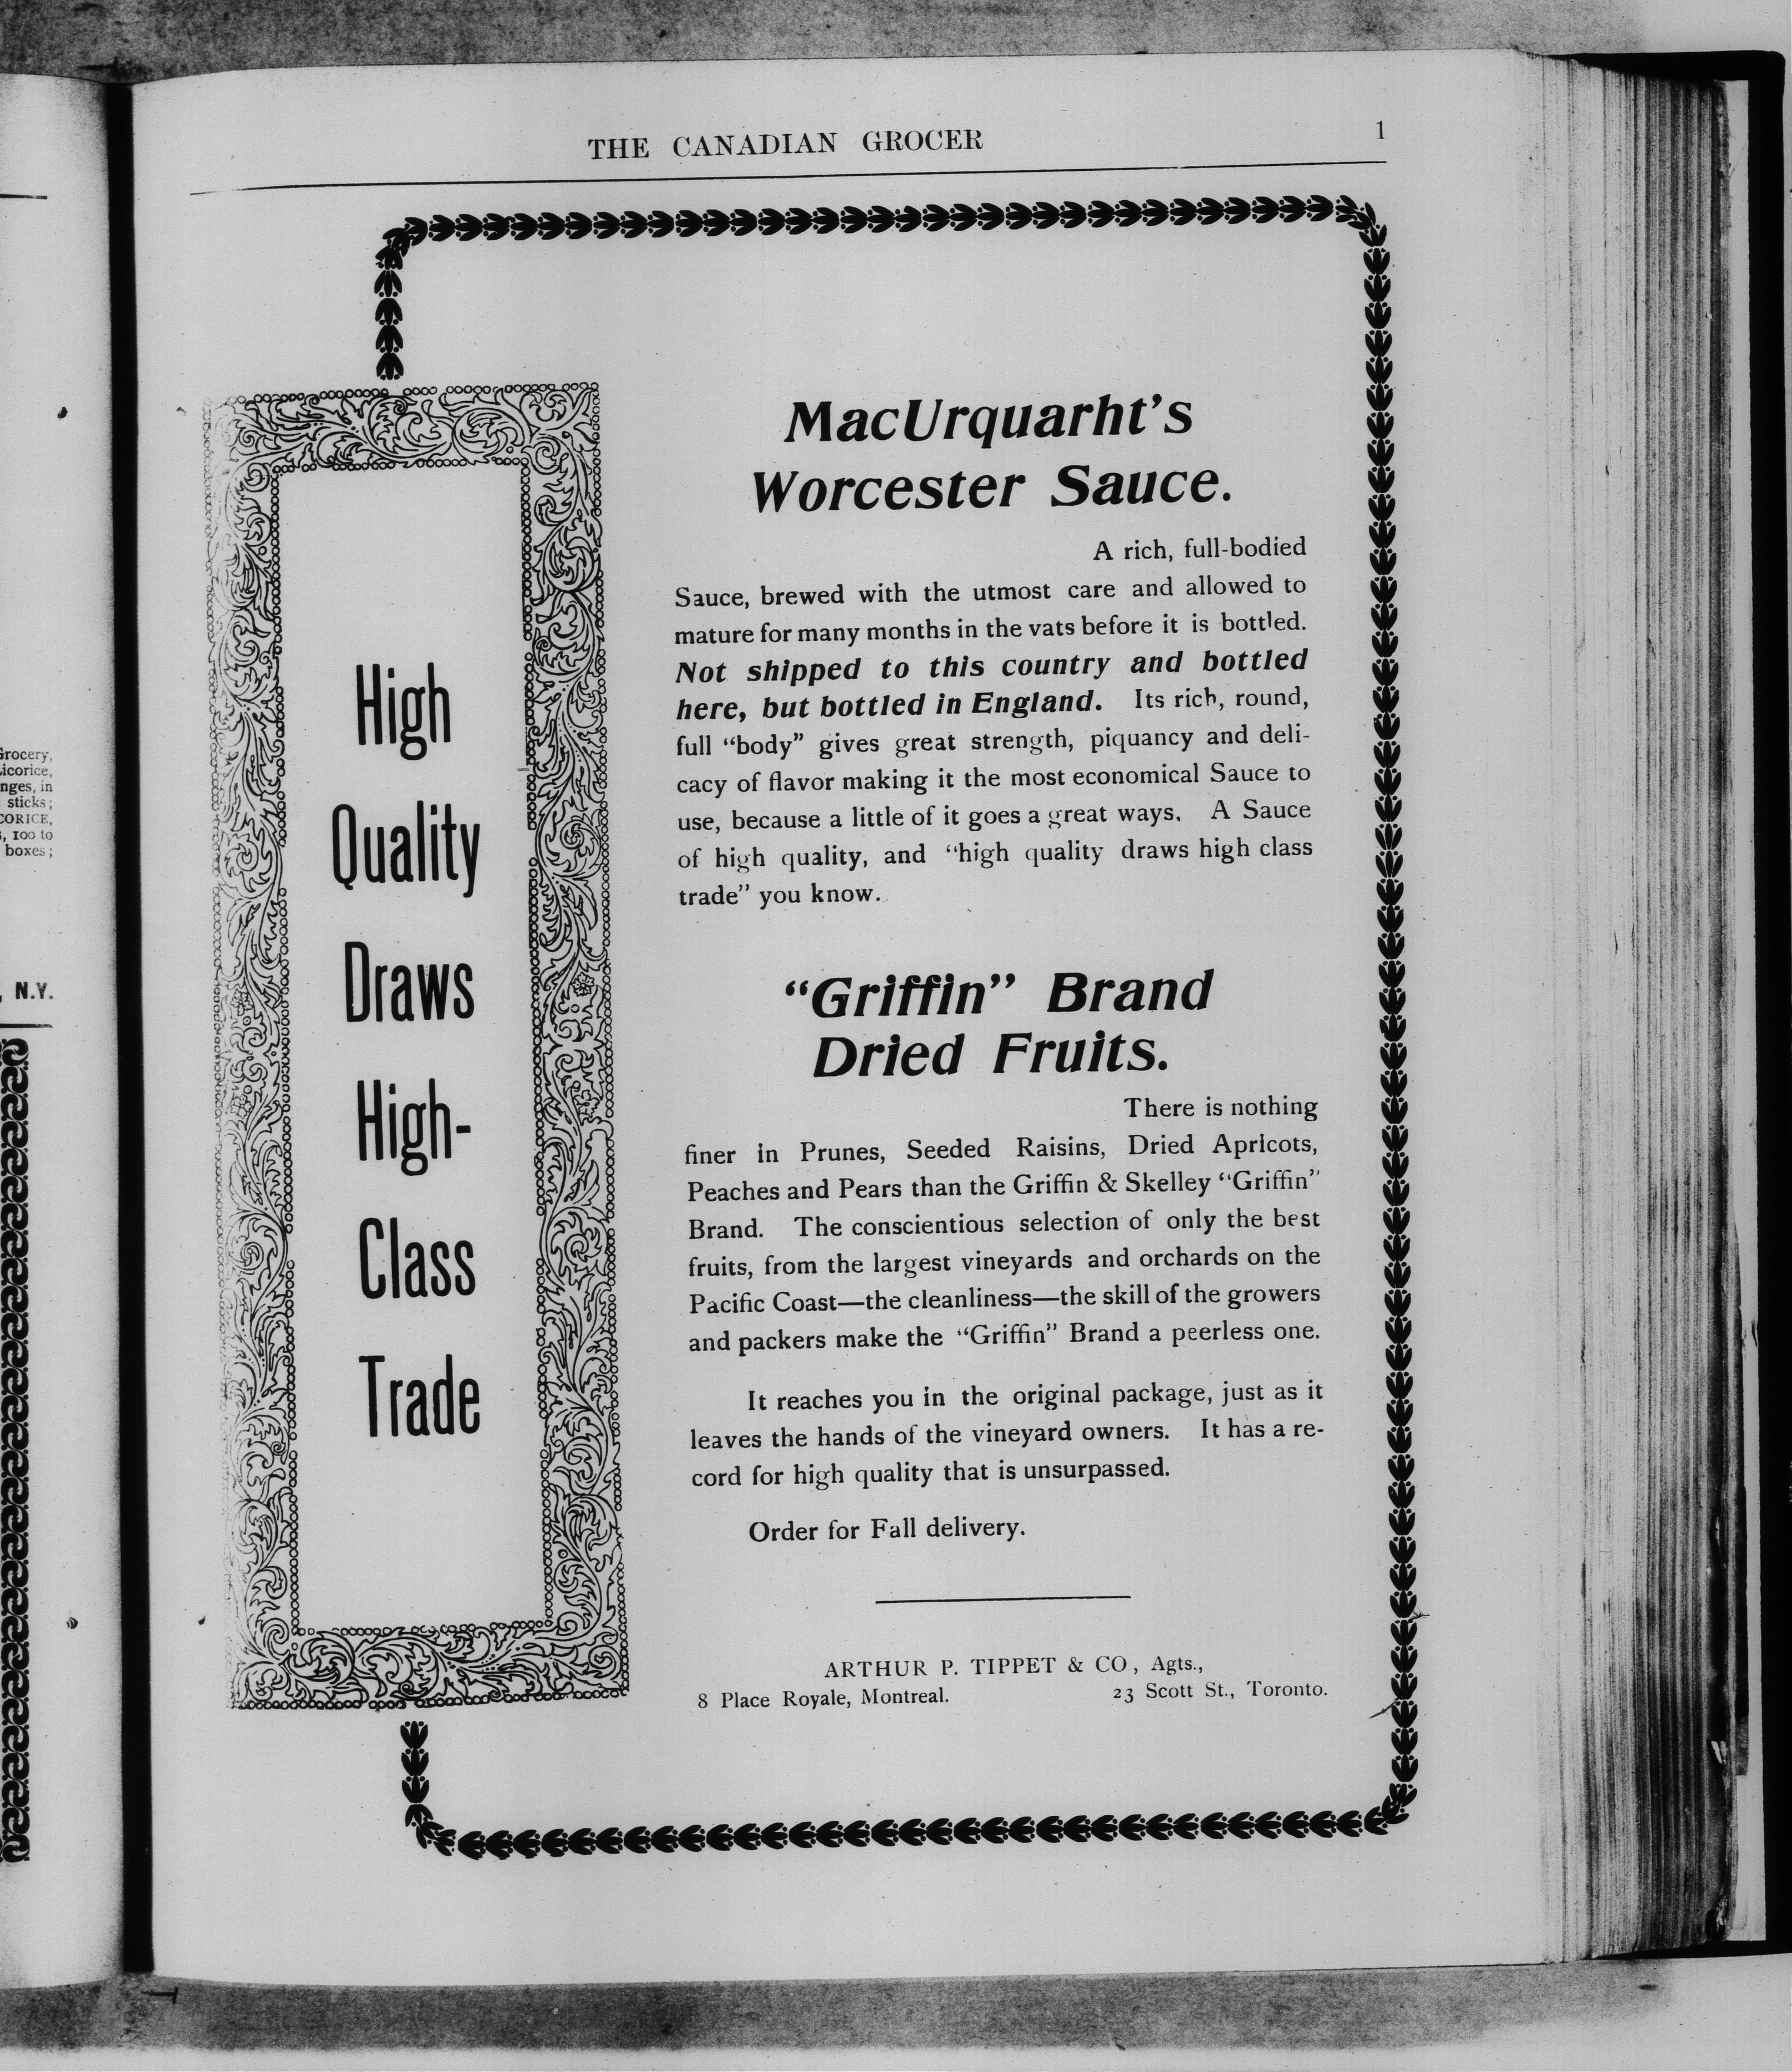 THE CANADIAN GROCER
1
High
Quality
Draws
High-
Class
Trade
MacUrquarht’s
Worcester Sauce.
A rich, full-bodied
Sauce, brewed with the utmost care and allowed to
mature for many months in the vats before it is bottled.
Not shipped to this country and bottled
here, but bottled in England. Its rich, round,
full “body” gives great strength, piquancy and deli-
cacy of flavor making it the most economical Sauce to
use, because a little of it goes a great ways. A Sauce
of high quality, and “high quality draws high class
trade” you know.
“Griffin” Brand
Dried Fruits.
There is nothing
finer in Prunes, Seeded Raisins, Dried Apricots,
Peaches and Pears than the Griffin & Skelley “Griffin”
Brand. The conscientious selection of only the best
fruits, from the largest vineyards and orchards on the
Pacific Coast—the cleanliness—the skill of the growers
and packers make the “Griffin” Brand a peerless one.
It reaches you in the original package, just as it
leaves the hands of the vineyard owners. It has a re-
cord for high quality that is unsurpassed.
Order for Fall delivery.
ARTHUR P. TIPPET & CO, Agts.,
8 Place Royale, Montreal. 23 Scott St., Toronto.
Grocery,
in
sticks;
100 to
boxes;
N.Y.